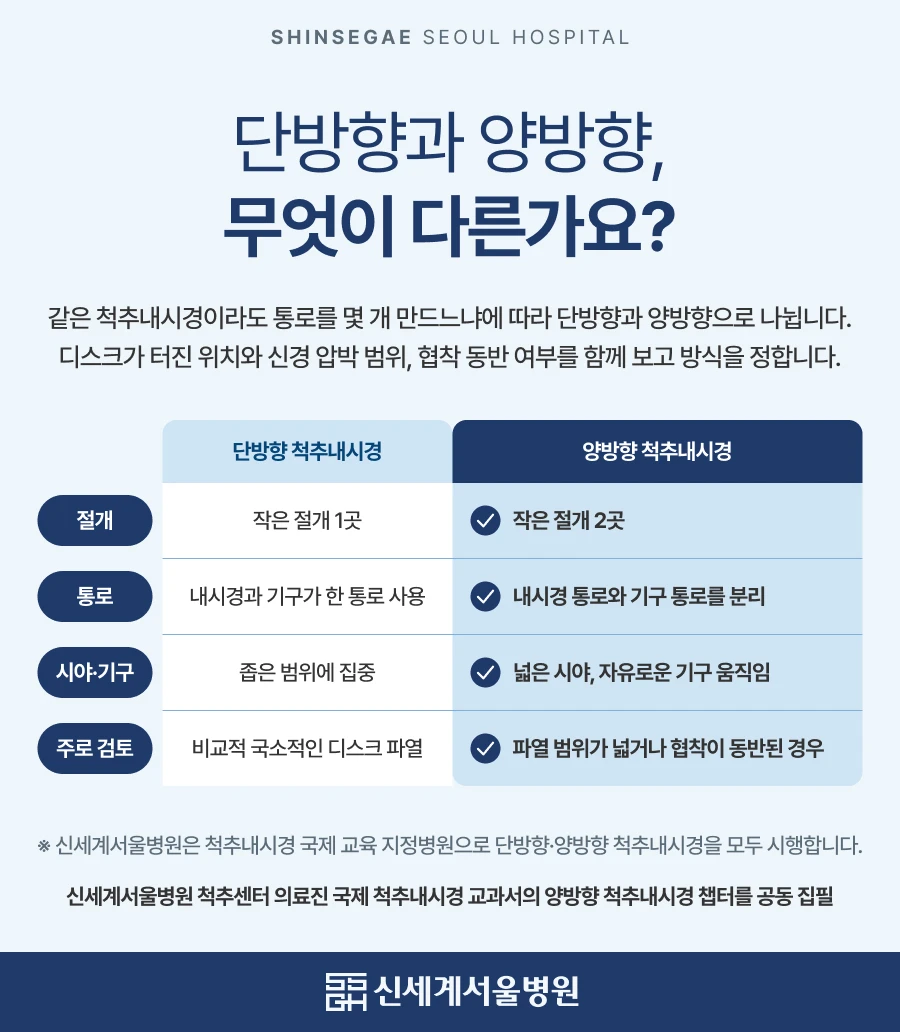 SHINSEGAE SEOUL HOSPITAL
단방향과 양방향,
무엇이 다른가요?
같은 척추내시경이라도 통로를 몇 개 만드느냐에 따라 단방향과 양방향으로 나뉩니다.
디스크가 터진 위치와 신경 압박 범위, 협착 동반 여부를 함께 보고 방식을 정합니다.
단방향 척추내시경 양방향 척추내시경
절개 작은 절개 1곳 작은 절개 2곳
통로 내시경과 기구가 한 통로 사용 내시경 통로와 기구 통로를 분리
시야·기구 좁은 범위에 집중 넓은 시야, 자유로운 기구 움직임
주로 검토 비교적 국소적인 디스크 파열 파열 범위가 넓거나 협착이 동반된 경우
※ 신세계서울병원은 척추내시경 국제 교육 지정병원으로 단방향·양방향 척추내시경을 모두 시행합니다.
신세계서울병원 척추센터 의료진 국제 척추내시경 교과서의 양방향 척추내시경 챕터를 공동 집필
SSGH 신세계서울병원